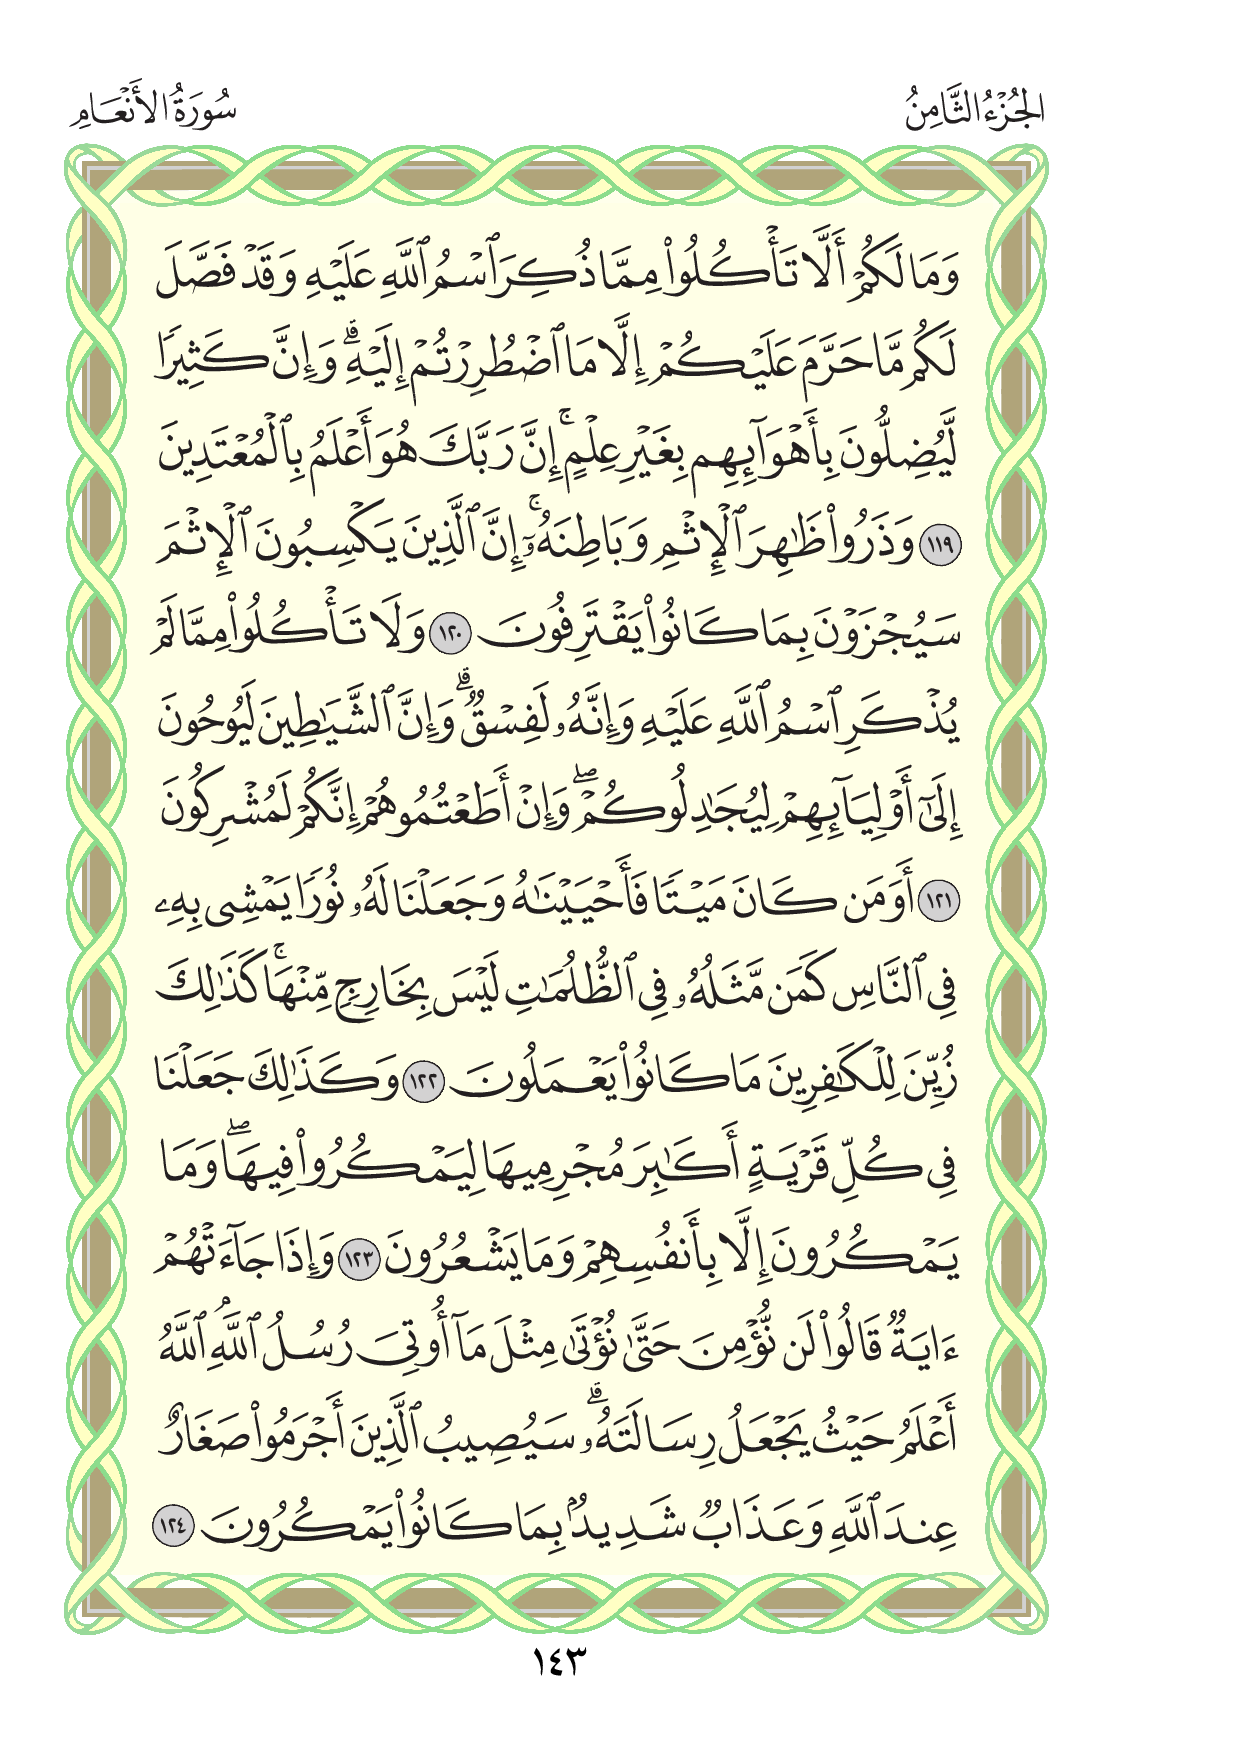 الجُزْءُ الثَّامِنُ
سُورَةُ الأَنْعَامِ
وَمَا لَكُمْ أَلَّا تَأْكُلُوا۟ مِمَّا ذُكِرَ ٱسْمُ ٱللَّهِ عَلَيْهِ وَقَدْ فَصَّلَ
لَكُم مَّا حَرَّمَ عَلَيْكُمْ إِلَّا مَا ٱضْطُرِرْتُمْ إِلَيْهِ ۗ وَإِنَّ كَثِيرًا
لَّيُضِلُّونَ بِأَهْوَآئِهِم بِغَيْرِ عِلْمٍ ۚ إِنَّ رَبَّكَ هُوَ أَعْلَمُ بِٱلْمُعْتَدِينَ
١١٩ وَذَرُوا۟ ظَٰهِرَ ٱلْإِثْمِ وَبَاطِنَهُۥٓ ۚ إِنَّ ٱلَّذِينَ يَكْسِبُونَ ٱلْإِثْمَ
سَيُجْزَوْنَ بِمَا كَانُوا۟ يَقْتَرِفُونَ ١٢٠ وَلَا تَأْكُلُوا۟ مِمَّا لَمْ
يُذْكَرِ ٱسْمُ ٱللَّهِ عَلَيْهِ وَإِنَّهُۥ لَفِسْقٌ ۗ وَإِنَّ ٱلشَّيَٰطِينَ لَيُوحُونَ
إِلَىٰٓ أَوْلِيَآئِهِمْ لِيُجَٰدِلُوكُمْ ۖ وَإِنْ أَطَعْتُمُوهُمْ إِنَّكُمْ لَمُشْرِكُونَ
١٢١ أَوَمَن كَانَ مَيْتًا فَأَحْيَيْنَٰهُ وَجَعَلْنَا لَهُۥ نُورًا يَمْشِى بِهِۦ
فِى ٱلنَّاسِ كَمَن مَّثَلُهُۥ فِى ٱلظُّلُمَٰتِ لَيْسَ بِخَارِجٍ مِّنْهَا ۚ كَذَٰلِكَ
زُيِّنَ لِلْكَٰفِرِينَ مَا كَانُوا۟ يَعْمَلُونَ ١٢٢ وَكَذَٰلِكَ جَعَلْنَا
فِى كُلِّ قَرْيَةٍ أَكَٰبِرَ مُجْرِمِيهَا لِيَمْكُرُوا۟ فِيهَا ۖ وَمَا
يَمْكُرُونَ إِلَّا بِأَنفُسِهِمْ وَمَا يَشْعُرُونَ ١٢٣ وَإِذَا جَآءَتْهُمْ
ءَايَةٌ قَالُوا۟ لَن نُّؤْمِنَ حَتَّىٰ نُؤْتَىٰ مِثْلَ مَآ أُوتِىَ رُسُلُ ٱللَّهِ ۘ ٱللَّهُ
أَعْلَمُ حَيْثُ يَجْعَلُ رِسَالَتَهُۥ ۗ سَيُصِيبُ ٱلَّذِينَ أَجْرَمُوا۟ صَغَارٌ
عِندَ ٱللَّهِ وَعَذَابٌ شَدِيدٌۢ بِمَا كَانُوا۟ يَمْكُرُونَ ١٢٤
١٤٣